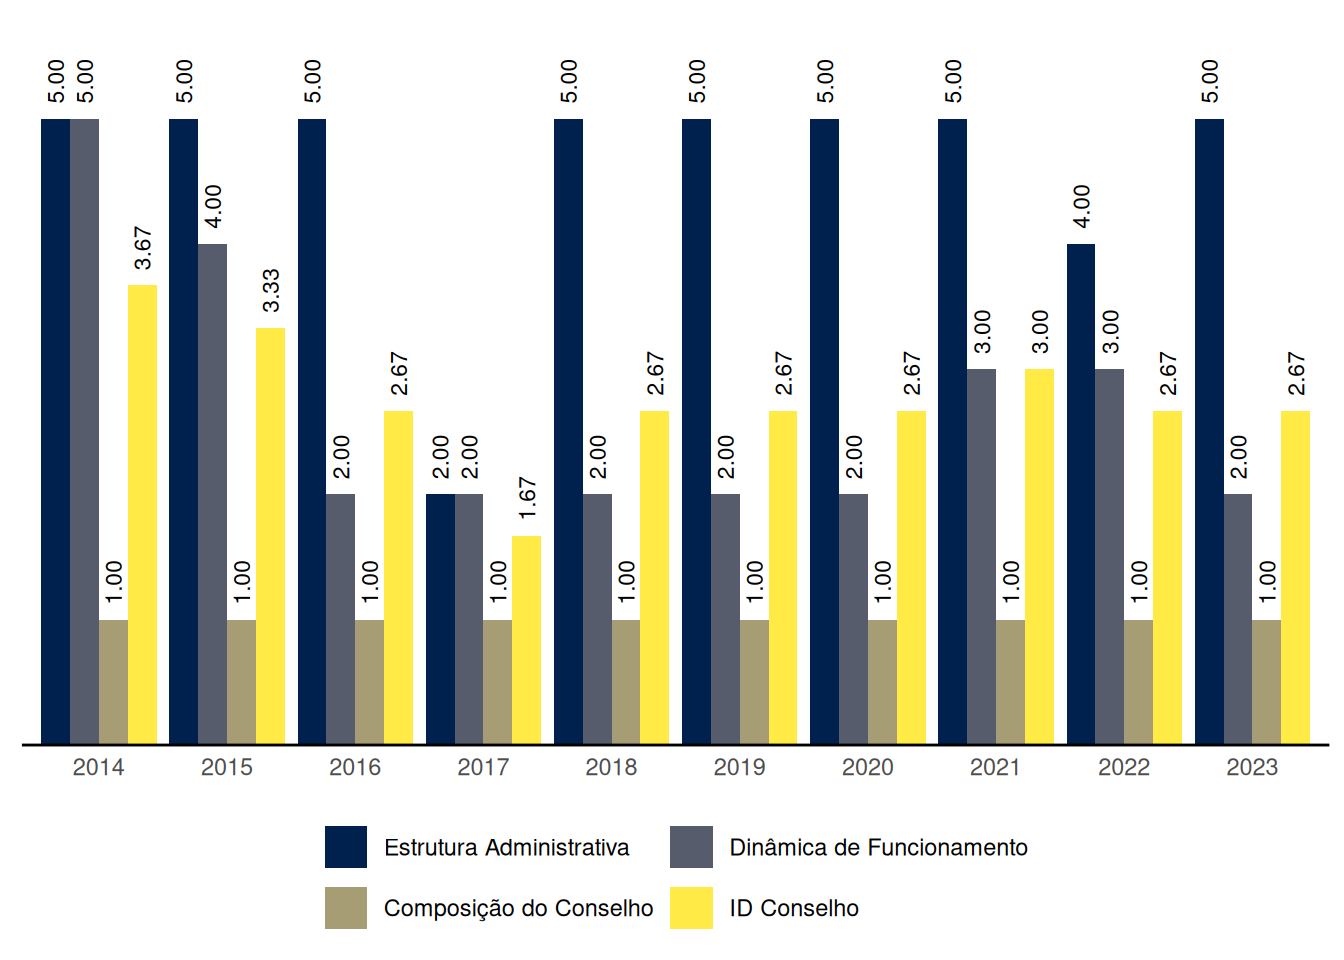 5.00 5.00 1.00 3.67
5.00 4.00 1.00 3.33
5.00 2.00 1.00 2.67
2.00 2.00 1.00 1.67
5.00 2.00 1.00 2.67
5.00 2.00 1.00 2.67
5.00 2.00 1.00 2.67
5.00 3.00 1.00 3.00
4.00 3.00 1.00 2.67
5.00 2.00 1.00 2.67
2014 2015 2016 2017 2018 2019 2020 2021 2022 2023
Estrutura Administrativa Dinâmica de Funcionamento
Composição do Conselho ID Conselho